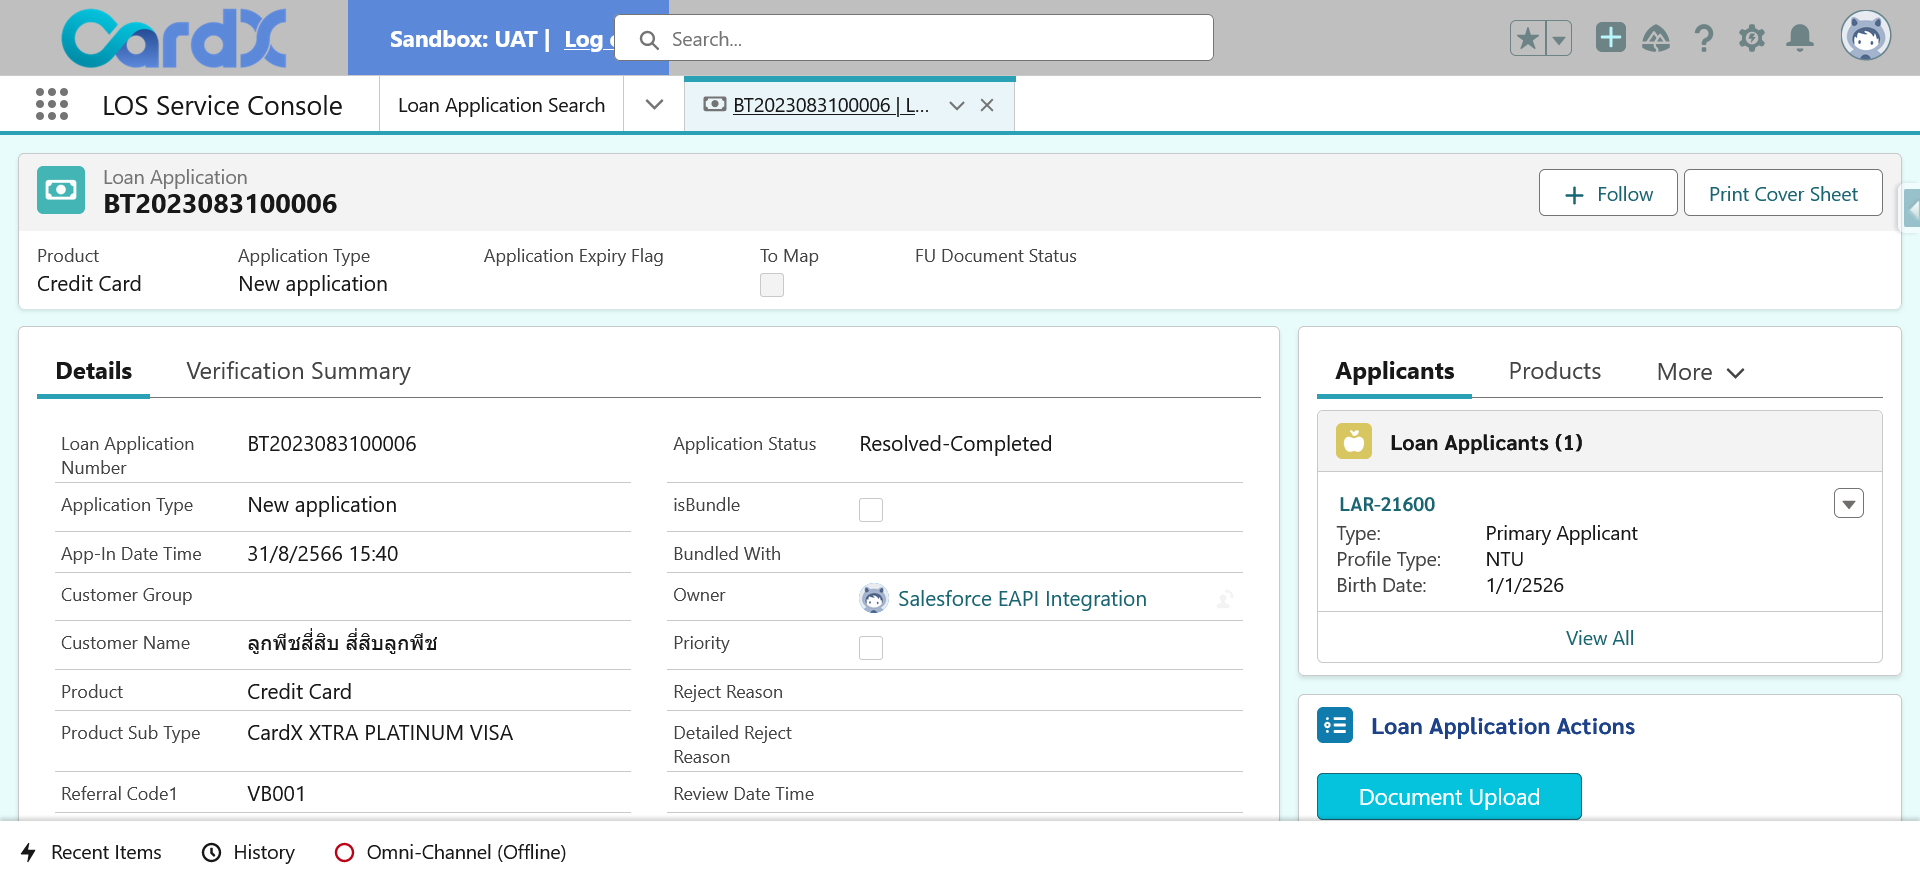 CardX
Sandbox: UAT | Log
Search...
LOS Service Console
Loan Application Search
BT2023083100006 | L...
Loan Application
BT2023083100006
Follow
Print Cover Sheet
Product
Application Type
Application Expiry Flag
To Map
FU Document Status
Credit Card
New application
Details
Verification Summary
Loan Application Number
BT2023083100006
Application Status
Resolved-Completed
Application Type
New application
isBundle
App-In Date Time
31/8/2566 15:40
Bundled With
Customer Group
Owner
Salesforce EAPI Integration
Customer Name
ลูกพีชสี่สิบ สี่สิบลูกพีช
Priority
Product
Credit Card
Reject Reason
Product Sub Type
CardX XTRA PLATINUM VISA
Detailed Reject Reason
Referral Code1
VB001
Review Date Time
Applicants
Products
More
Loan Applicants (1)
LAR-21600
Type:
Primary Applicant
Profile Type:
NTU
Birth Date:
1/1/2526
View All
Loan Application Actions
Document Upload
Recent Items
History
Omni-Channel (Offline)